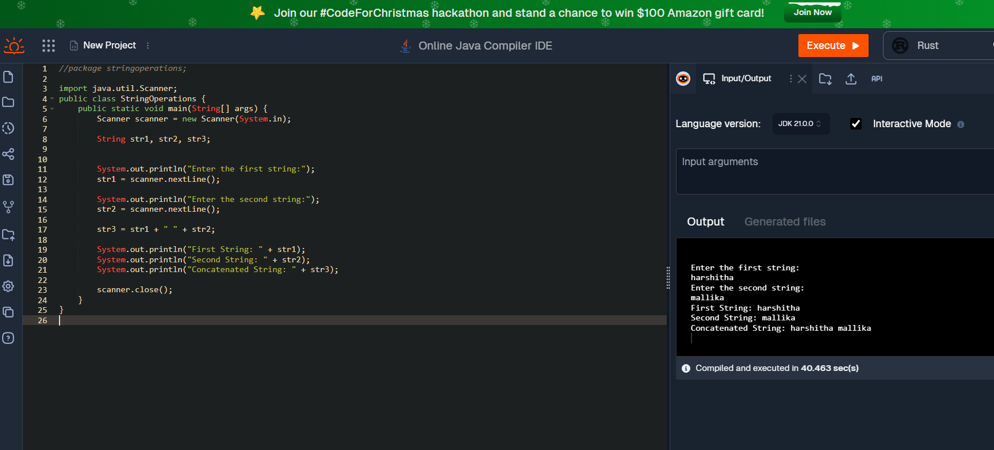 Join our #CodeForChristmas hackathon and stand a chance to win $100 Amazon gift card! Join Now
New Project
Online Java Compiler IDE
Execute
Rust
1 //package stringoperations;
2
3 import java.util.Scanner;
4 public class StringOperations {
5 public static void main(String[] args) {
6 Scanner scanner = new Scanner(System.in);
7
8 String str1, str2, str3;
9
10
11 System.out.println("Enter the first string:");
12 str1 = scanner.nextLine();
13
14 System.out.println("Enter the second string:");
15 str2 = scanner.nextLine();
16
17 str3 = str1 + " " + str2;
18
19 System.out.println("First String: " + str1);
20 System.out.println("Second String: " + str2);
21 System.out.println("Concatenated String: " + str3);
22
23 scanner.close();
24 }
25 }
26
Input/Output
API
Language version: JDK 21.0.0 Interactive Mode
Input arguments
Output Generated files
Enter the first string:
harshitha
Enter the second string:
mallika
First String: harshitha
Second String: mallika
Concatenated String: harshitha mallika
Compiled and executed in 40.463 sec(s)